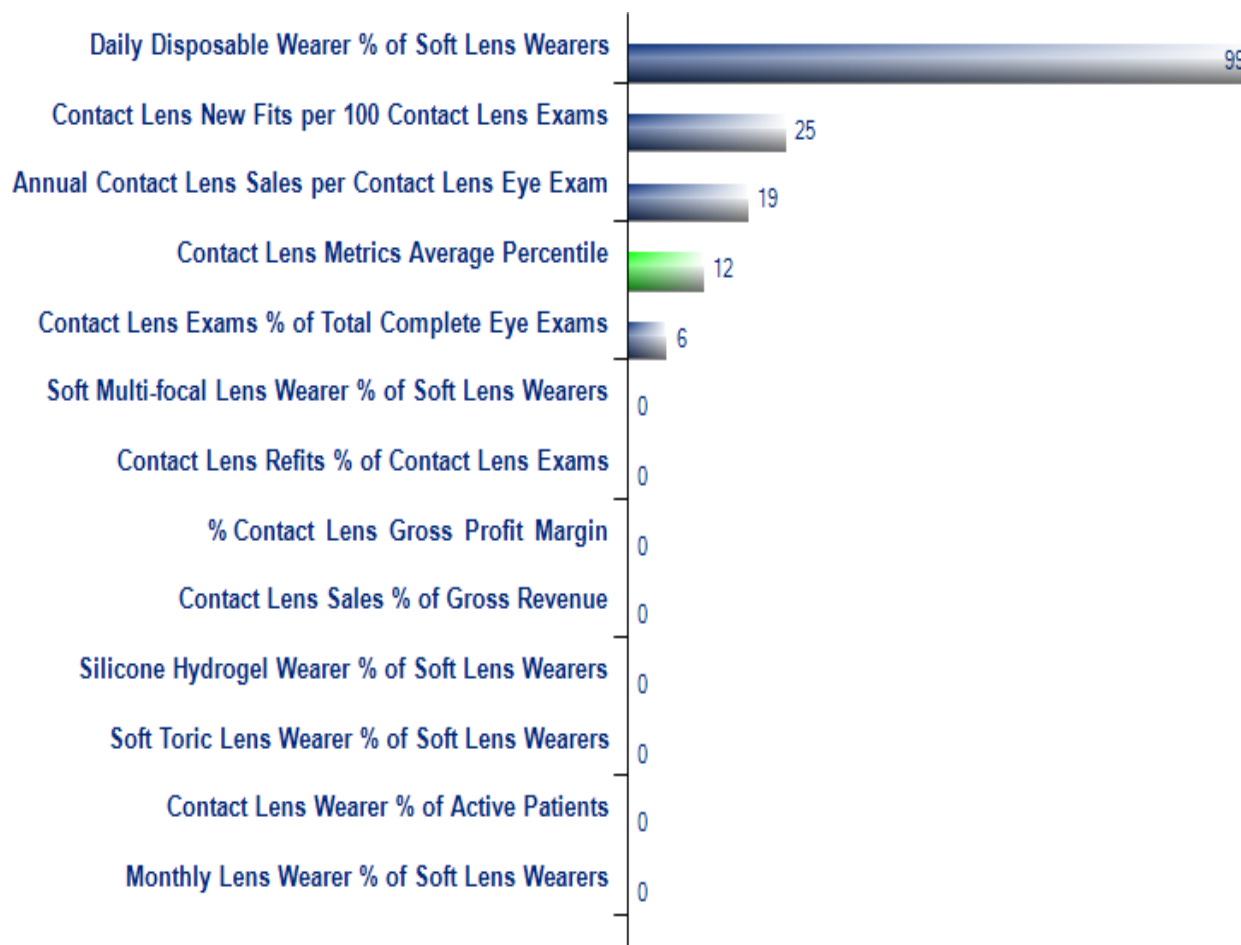 Daily Disposable Wearer % of Soft Lens Wearers 99
Contact Lens New Fits per 100 Contact Lens Exams 25
Annual Contact Lens Sales per Contact Lens Eye Exam 19
Contact Lens Metrics Average Percentile 12
Contact Lens Exams % of Total Complete Eye Exams 6
Soft Multi-focal Lens Wearer % of Soft Lens Wearers 0
Contact Lens Refits % of Contact Lens Exams 0
% Contact Lens Gross Profit Margin 0
Contact Lens Sales % of Gross Revenue 0
Silicone Hydrogel Wearer % of Soft Lens Wearers 0
Soft Toric Lens Wearer % of Soft Lens Wearers 0
Contact Lens Wearer % of Active Patients 0
Monthly Lens Wearer % of Soft Lens Wearers 0